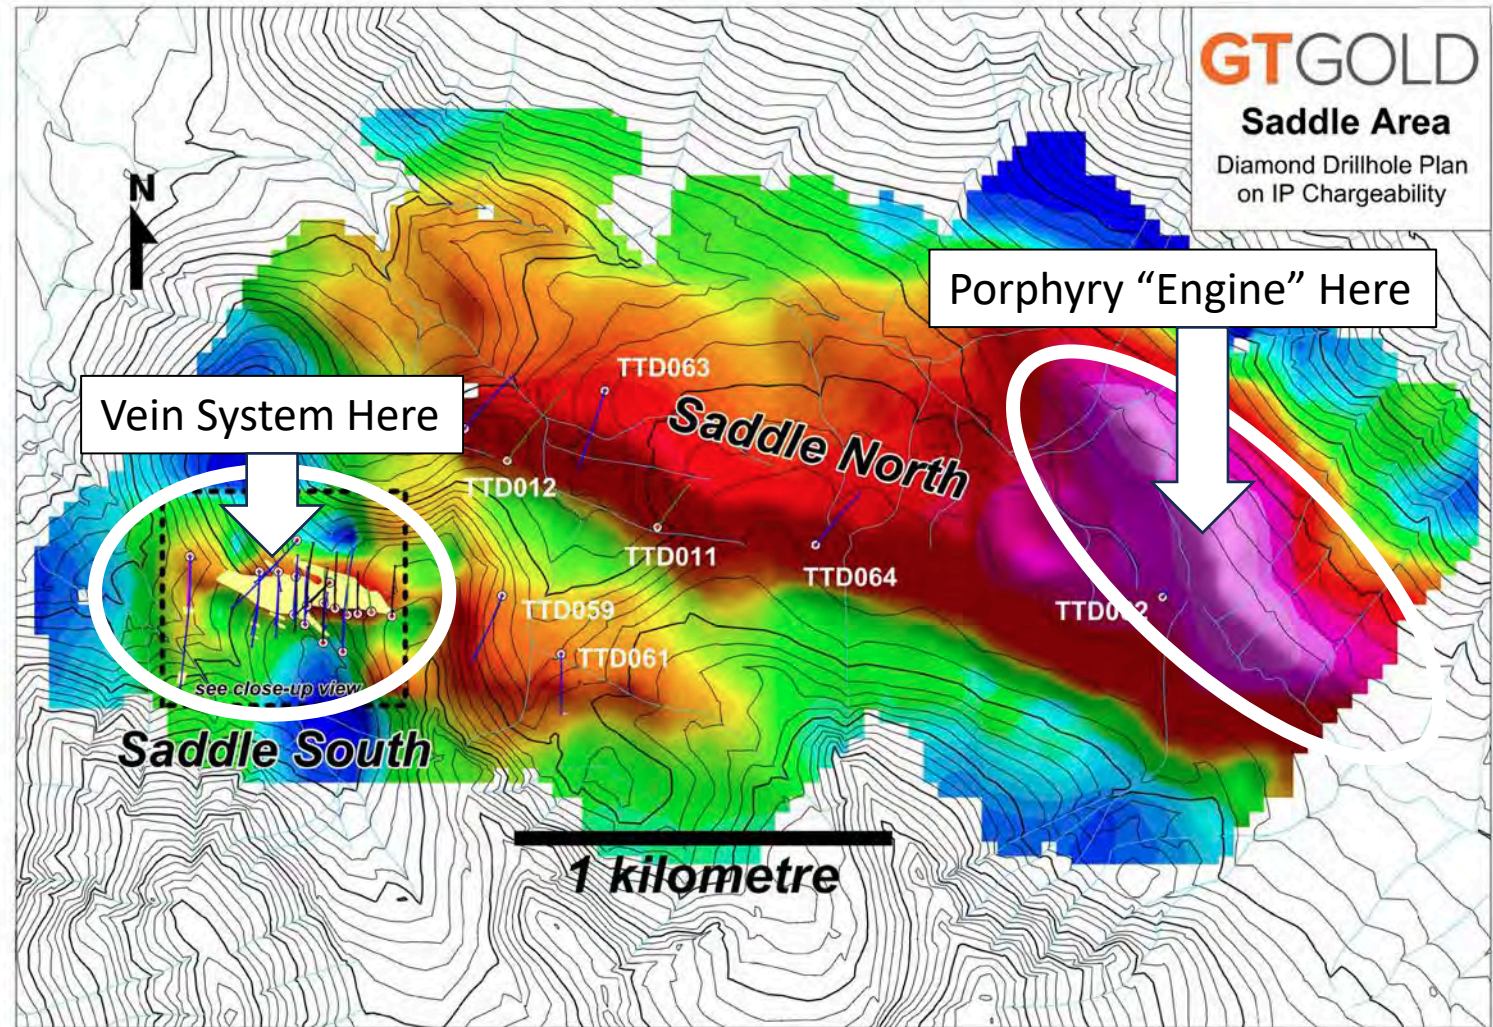 GTGOLD
Saddle Area
Diamond Drillhole Plan
on IP Chargeability
N
Porphyry “Engine” Here
Vein System Here
TTD063
Saddle North
TTD012
TTD011
TTD064
TTD059
TTD061
see close-up view
Saddle South
1 kilometre